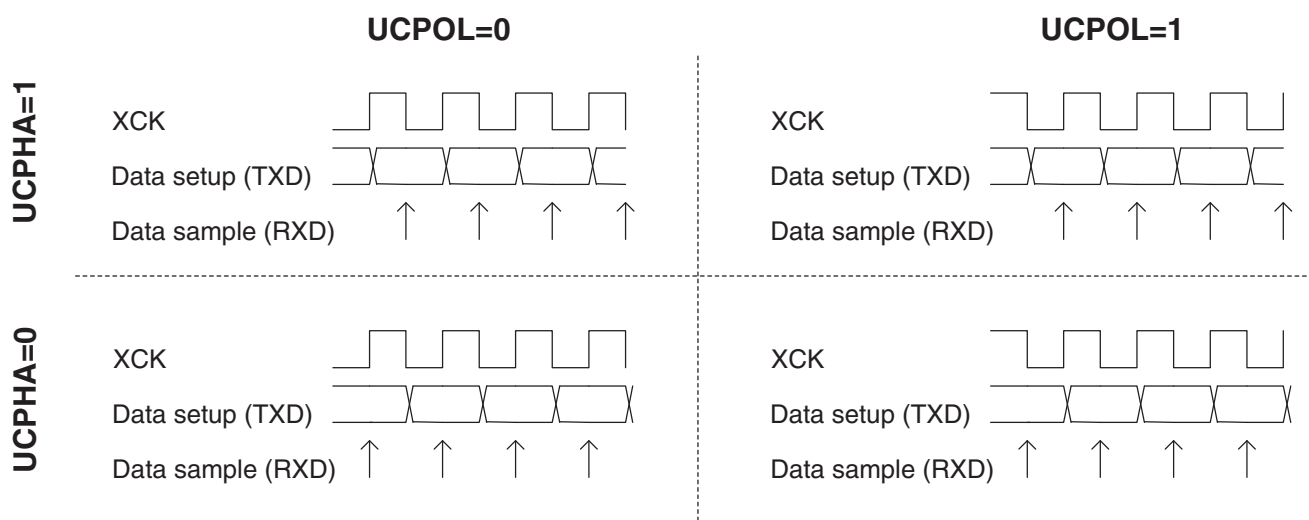 UCPOL=0
UCPOL=1
UCPHA=1
XCK
Data setup (TXD)
Data sample (RXD)
XCK
Data setup (TXD)
Data sample (RXD)
UCPHA=0
XCK
Data setup (TXD)
Data sample (RXD)
XCK
Data setup (TXD)
Data sample (RXD)